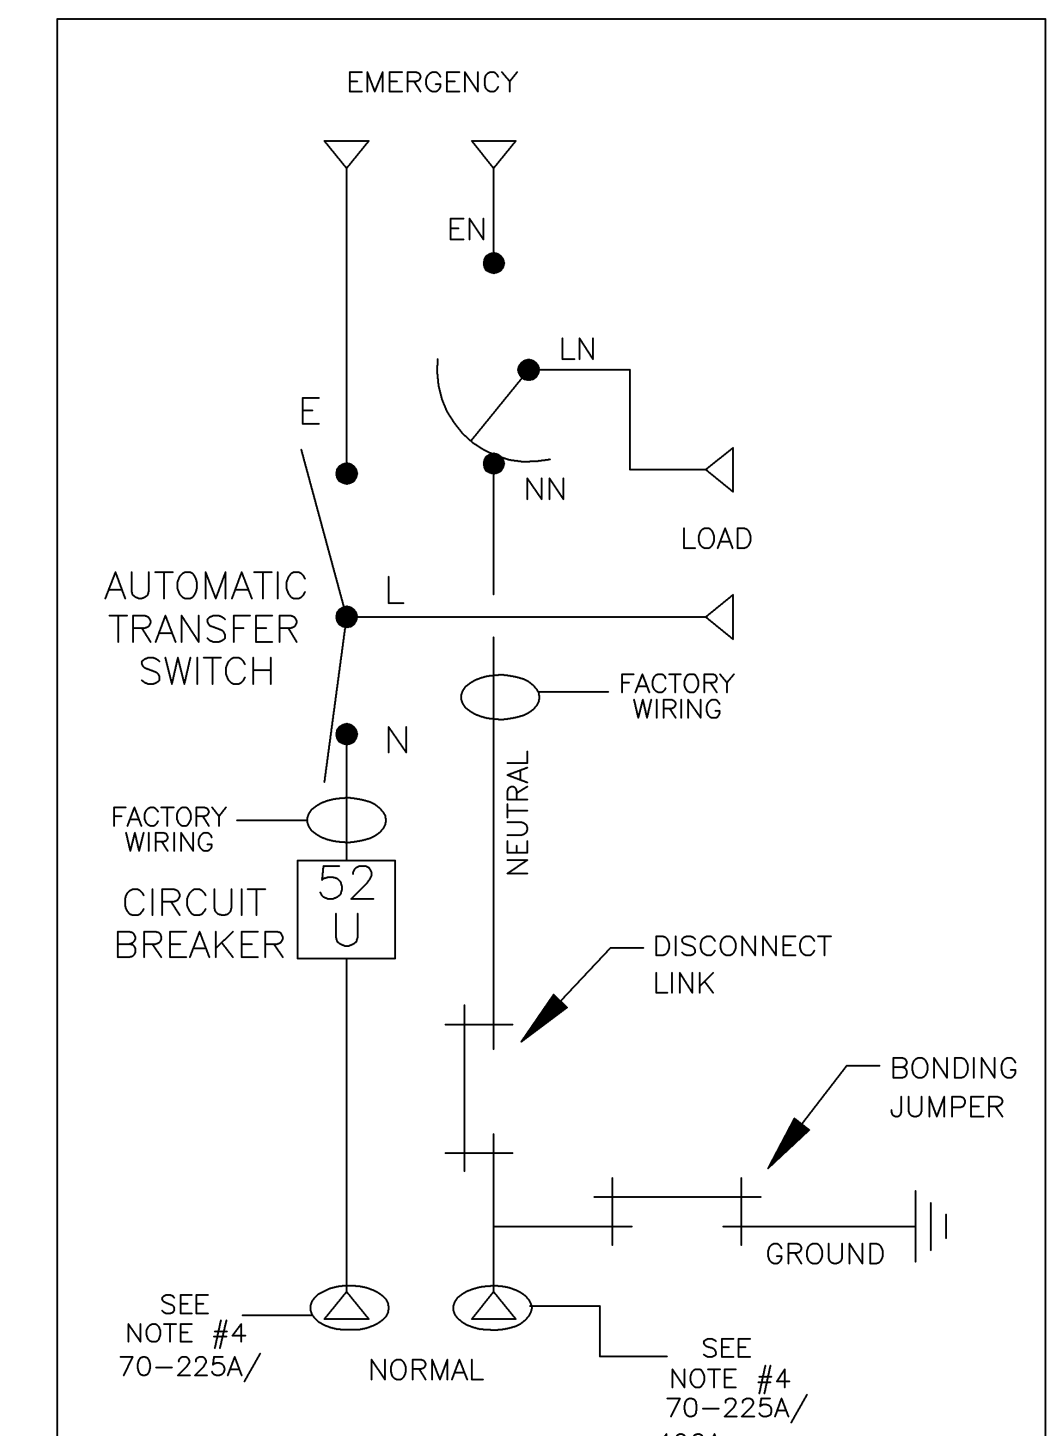 EMERGENCY
EN
LN
E
NN
LOAD
AUTOMATIC
TRANSFER
SWITCH
L
FACTORY
WIRING
N
NEUTRAL
FACTORY
WIRING
52
U
CIRCUIT
BREAKER
DISCONNECT
LINK
BONDING
JUMPER
GROUND
SEE
NOTE #4
70-225A/
NORMAL
SEE
NOTE #4
70-225A/